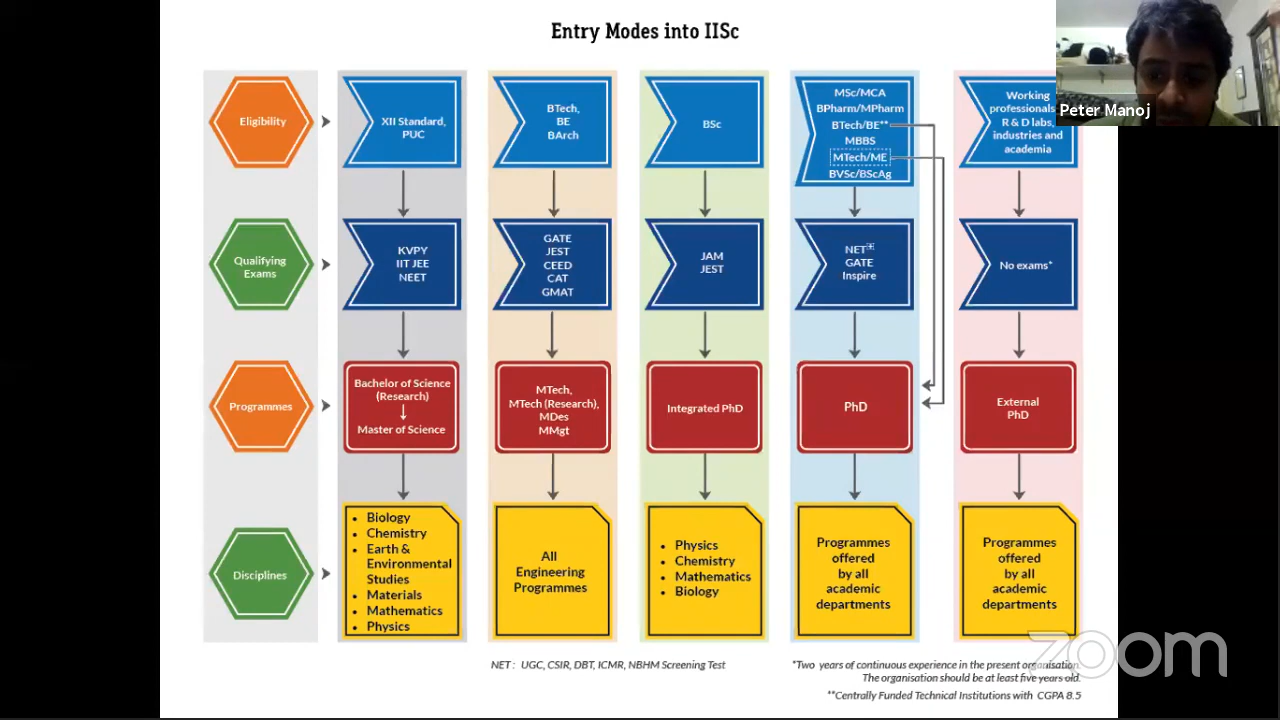 Entry Modes into IISc
Peter Manoj
Eligibility
XII Standard,
PUC
BTech,
BE
BArch
BSc
MSc/MCA
BPharm/MPharm
BTech/BE**
MBBS
MTech/ME
BVSc/BScAg
Working
professionals
R & D labs,
industries and
academia
Qualifying
Exams
KVPY
IIT JEE
NEET
GATE
JEST
CEED
CAT
GMAT
JAM
JEST
NET
GATE
Inspire
No exams*
Programmes
Bachelor of Science
(Research)
Master of Science
MTech,
MTech (Research),
MDes
MMgt
Integrated PhD
PhD
External
PhD
Disciplines
• Biology
• Chemistry
• Earth &
Environmental
Studies
• Materials
• Mathematics
• Physics
All
Engineering
Programmes
• Physics
• Chemistry
• Mathematics
• Biology
Programmes
offered
by all
academic
departments
Programmes
offered
by all
academic
departments
NET : UGC, CSIR, DBT, ICMR, NBHM Screening Test
*Two years of continuous experience in the present organisation.
The organisation should be at least five years old.
**Centrally Funded Technical Institutions with CGPA 8.5
zoom